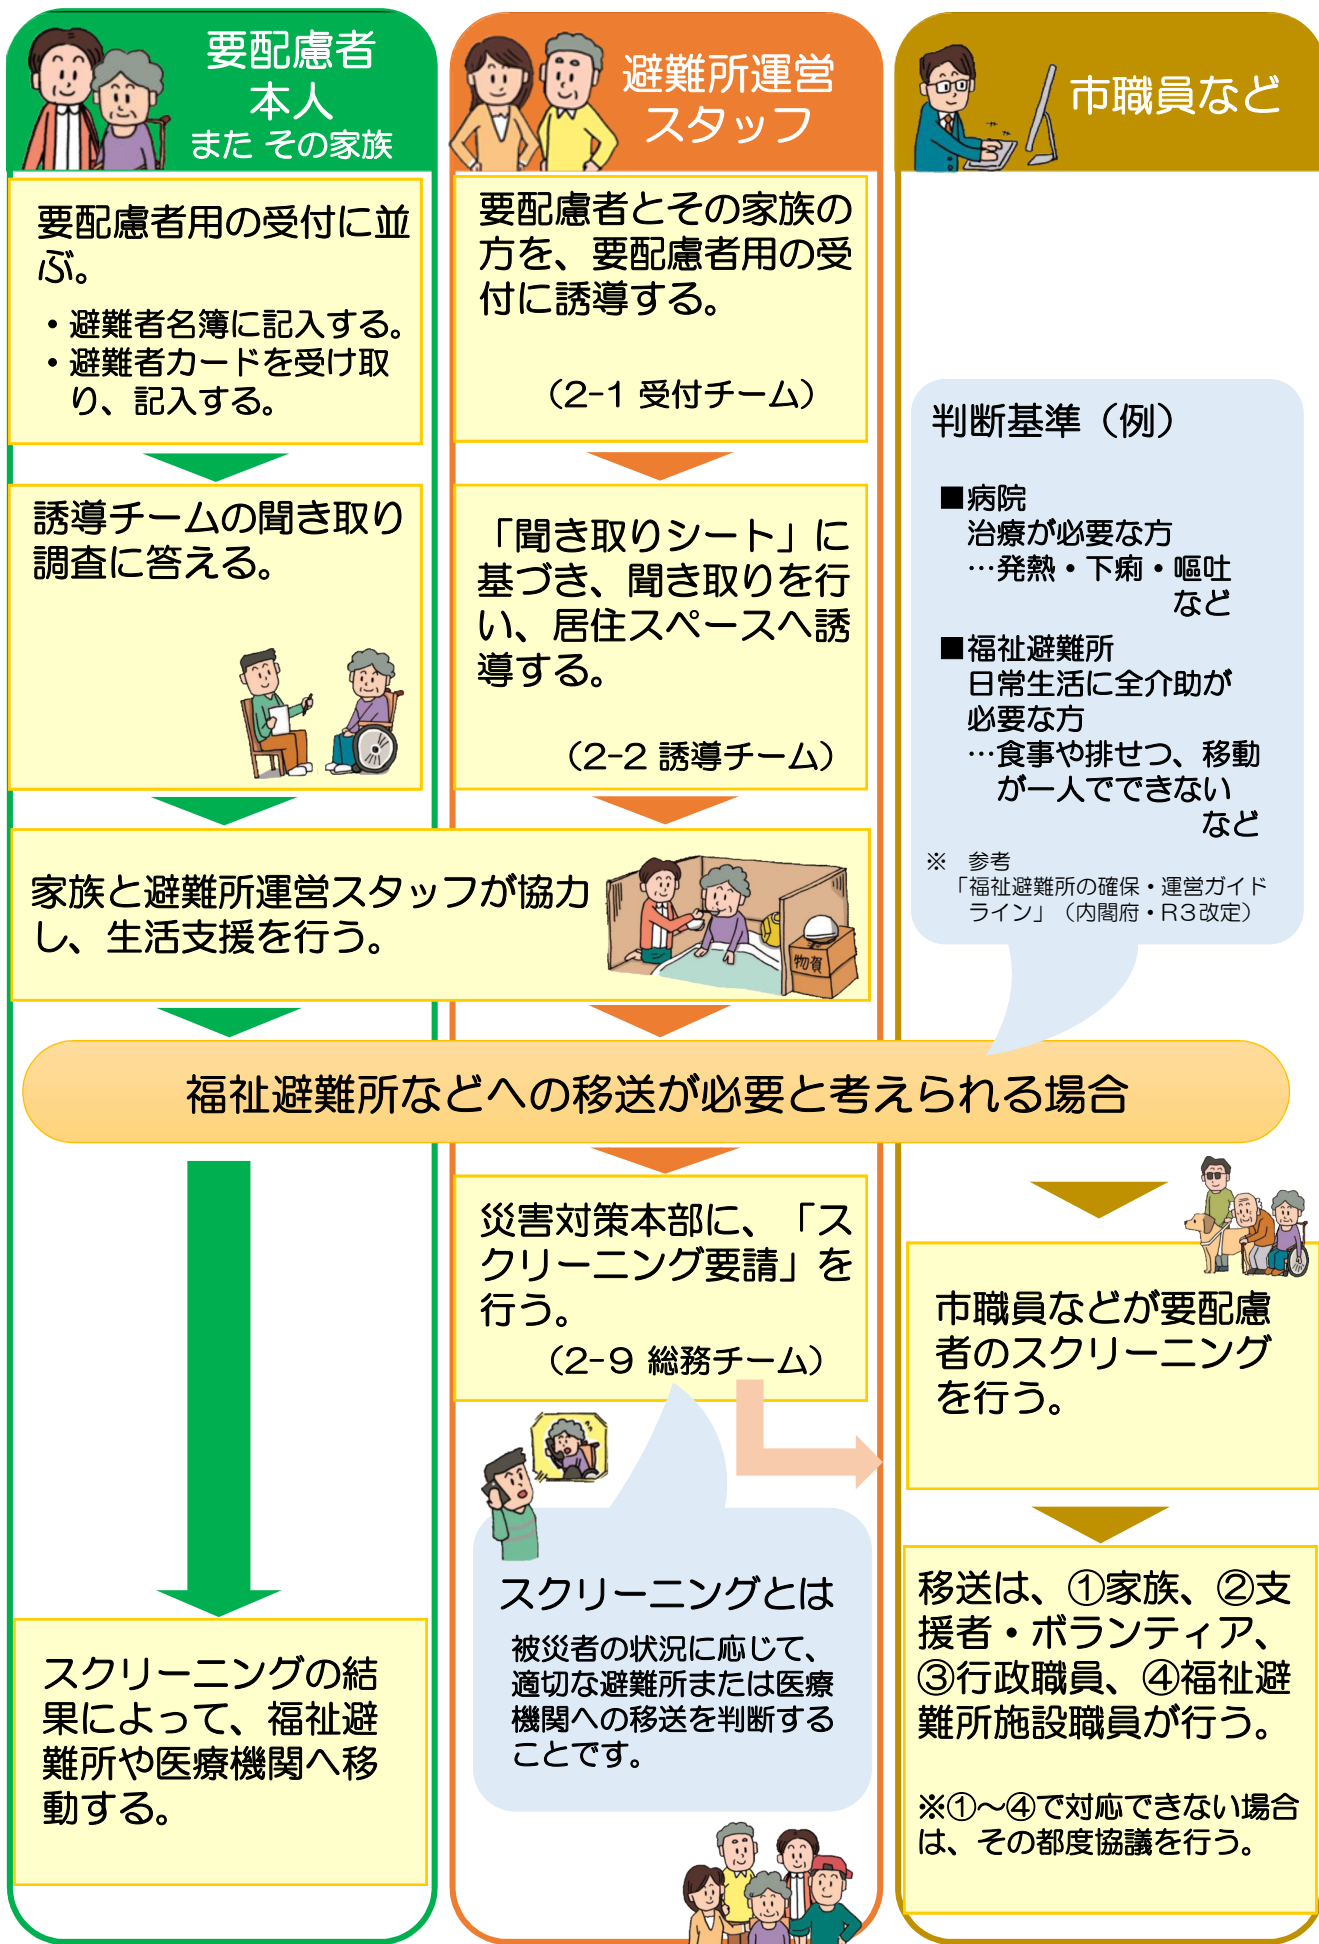 要配慮者
本人
また その家族
要配慮者用の受付に並
ぶ。
・避難者名簿に記入する。
・避難者カードを受け取
り、記入する。
誘導チームの聞き取り
調査に答える。
避難所運営
スタッフ
要配慮者とその家族の
方を、要配慮者用の受
付に誘導する。
（2-1 受付チーム）
「聞き取りシート」に
基づき、聞き取りを行
い、居住スペースへ誘
導する。
（2-2 誘導チーム）
家族と避難所運営スタッフが協力
し、生活支援を行う。
物資
市職員など
判断基準（例）
■病院
治療が必要な方
…発熱・下痢・嘔吐
など
■福祉避難所
日常生活に全介助が
必要な方
…食事や排せつ、移動
が一人でできない
など
※　参考
「福祉避難所の確保・運営ガイド
ライン」（内閣府・R３改定）
福祉避難所などへの移送が必要と考えられる場合
スクリーニングの結
果によって、福祉避
難所や医療機関へ移
動する。
災害対策本部に、「ス
クリーニング要請」を
行う。
（2-9 総務チーム）
スクリーニングとは
被災者の状況に応じて、
適切な避難所または医療
機関への移送を判断する
ことです。
市職員などが要配慮
者のスクリーニング
を行う。
移送は、①家族、②支
援者・ボランティア、
③行政職員、④福祉避
難所施設職員が行う。
※①～④で対応できない場合
は、その都度協議を行う。